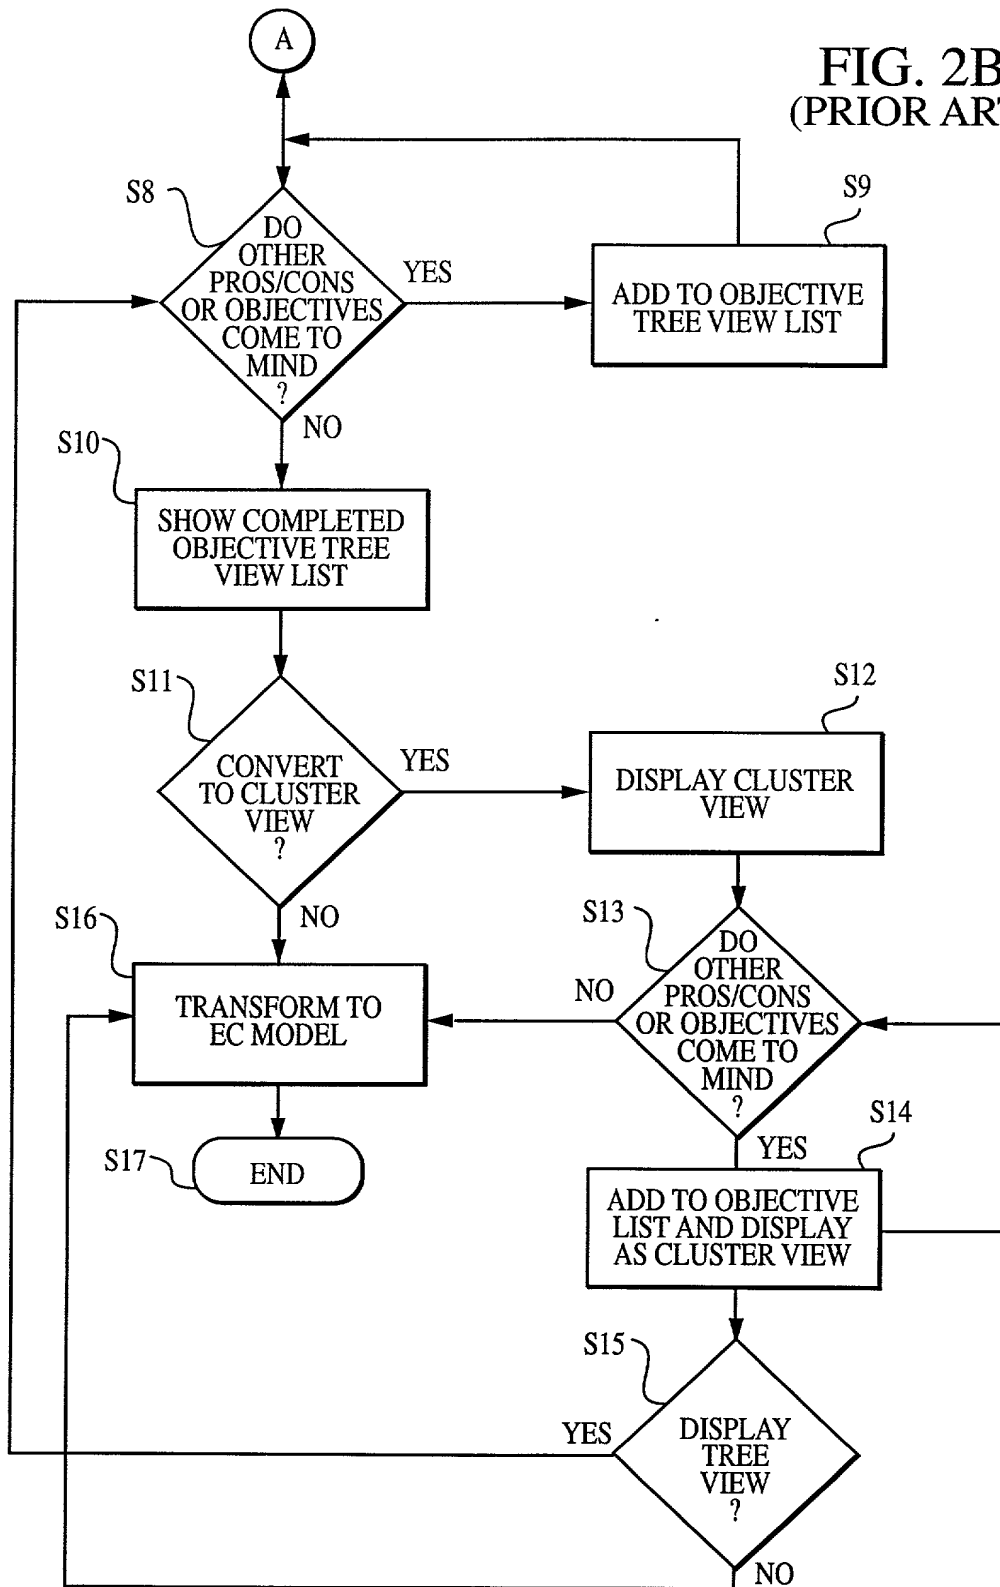 A
FIG. 2B
(PRIOR ART
S8
DO
OTHER
PROS/CONS
OR OBJECTIVES
COME TO
MIND
?
YES
S9
ADD TO OBJECTIVE
TREE VIEW LIST
NO
S10
SHOW COMPLETED
OBJECTIVE TREE
VIEW LIST
S11
CONVERT
TO CLUSTER
VIEW
?
YES
S12
DISPLAY CLUSTER
VIEW
NO
S16
TRANSFORM TO
EC MODEL
S13
DO
OTHER
PROS/CONS
OR OBJECTIVES
COME TO
MIND
?
NO
YES
S17
END
S14
ADD TO OBJECTIVE
LIST AND DISPLAY
AS CLUSTER VIEW
S15
DISPLAY
TREE
VIEW
?
YES
NO